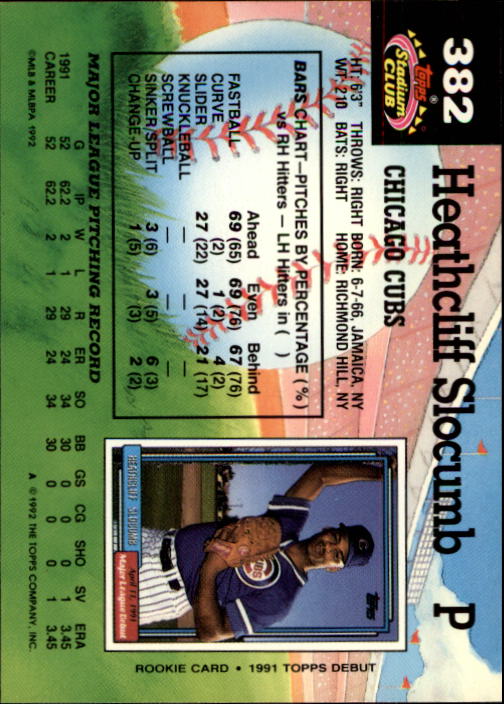 382
Topps®
Stadium
CLUB
Heathcliff Slocumb P
CHICAGO CUBS
HT: 6'3" THROWS: RIGHT BORN: 6-7-66, JAMAICA, NY
WT: 210 BATS: RIGHT HOME: RICHMOND HILL, NY
BARS CHART—PITCHES BY PERCENTAGE (%)
vs RH Hitters — LH Hitters in ( )
Ahead Even Behind
FASTBALL 69 (65) 69 (76) 67 (76)
CURVE (2) 1 (2) 4 (2)
SLIDER 27 (22) 27 (14) 21 (17)
KNUCKLEBALL — — —
SCREWBALL — — —
SINKER/SPLIT 3 (6) 3 (5) 6 (3)
CHANGE-UP 1 (5) (3) 2 (2)
CUBS
Topps
HEATHCLIFF SLOCUMB
April 11, 1991
Major League Debut
ROOKIE CARD • 1991 TOPPS DEBUT
MAJOR LEAGUE PITCHING RECORD
G IP W L R ER SO BB GS CG SHO SV ERA
1991 52 62.2 2 1 29 24 34 30 0 0 0 1 3.45
CAREER 52 62.2 2 1 29 24 34 30 0 0 0 1 3.45
©MLB & MLBPA 1992
A ©1992 THE TOPPS COMPANY, INC.